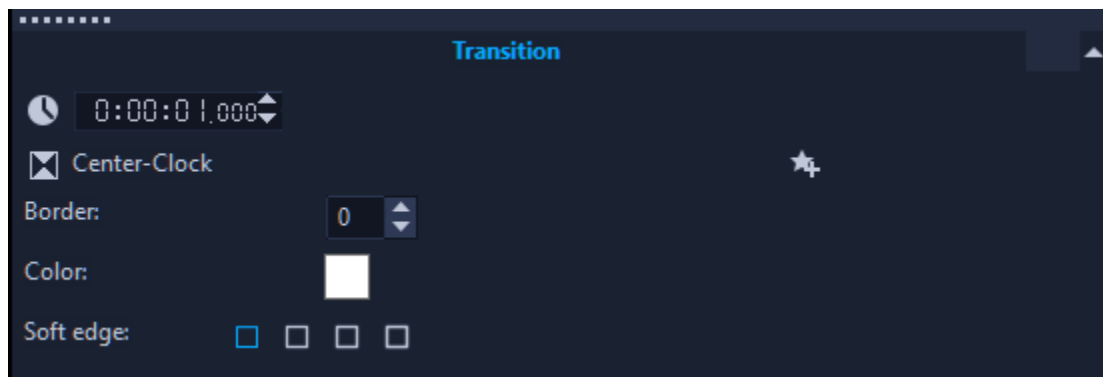 Transition
0:00:01.000
Center-Clock
Border: 0
Color:
Soft edge: